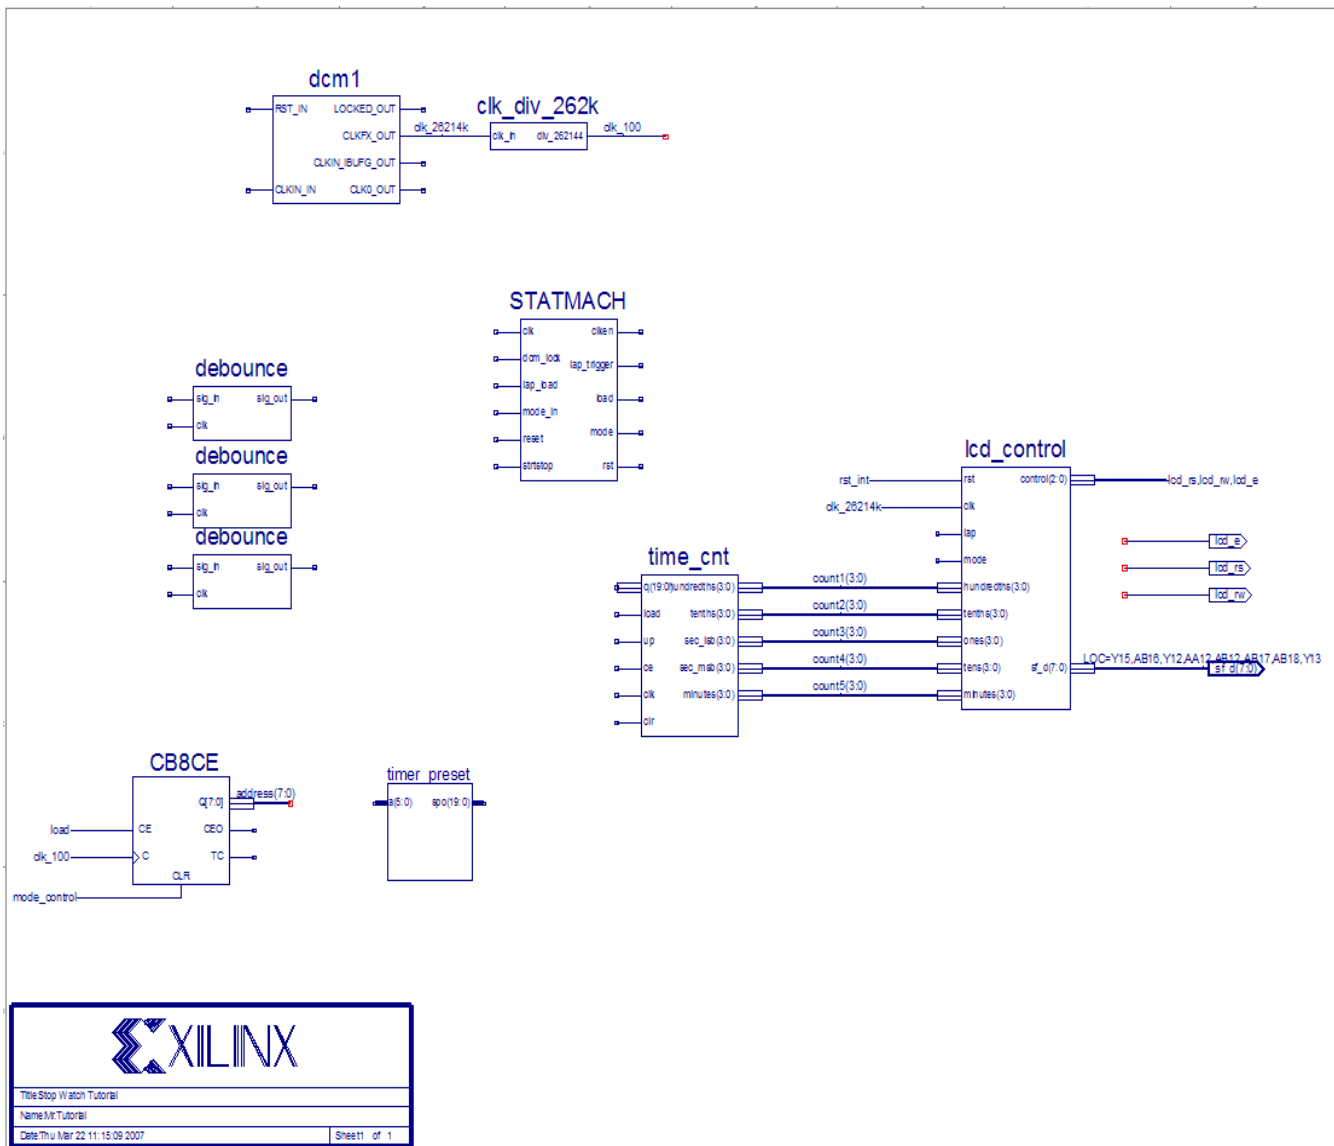 dcm1
RST_IN LOCKED_OUT
CLKFX_OUT
CLKIN_IBUFG_OUT
CLKIN_IN CLK0_OUT
clk_26214k
clk_div_262k
clk_in div_262144
clk_100
STATMACH
clk clken
dcm_lock lap_trigger
lap_load load
mode_in mode
reset
strtstop rst
debounce
sig_in sig_out
clk
debounce
sig_in sig_out
clk
debounce
sig_in sig_out
clk
time_cnt
q(19:0) hundredths(3:0)
load tenths(3:0)
up sec_lsb(3:0)
ce sec_msb(3:0)
clk minutes(3:0)
clr
count1(3:0)
count2(3:0)
count3(3:0)
count4(3:0)
count5(3:0)
lcd_control
rst_int rst control(2:0) lcd_rs,lcd_rw,lcd_e
clk_26214k clk
lap
mode
hundredths(3:0)
tenths(3:0)
ones(3:0)
tens(3:0) sf_d(7:0)
minutes(3:0)
lcd_e
lcd_rs
lcd_rw
LOC=Y15,AB16,Y12,AA12,AB12,AB17,AB18,Y13
sf_d(7:0)
CB8CE
Q[7:0] address(7:0)
load CE CEO
clk_100 C TC
CLR
mode_control
timer_preset
a(5:0) spo(19:0)
XILINX
Title:Stop Watch Tutorial
Name:Mr.Tutorial
Date:Thu Mar 22 11:15:09 2007 Sheet1 of 1